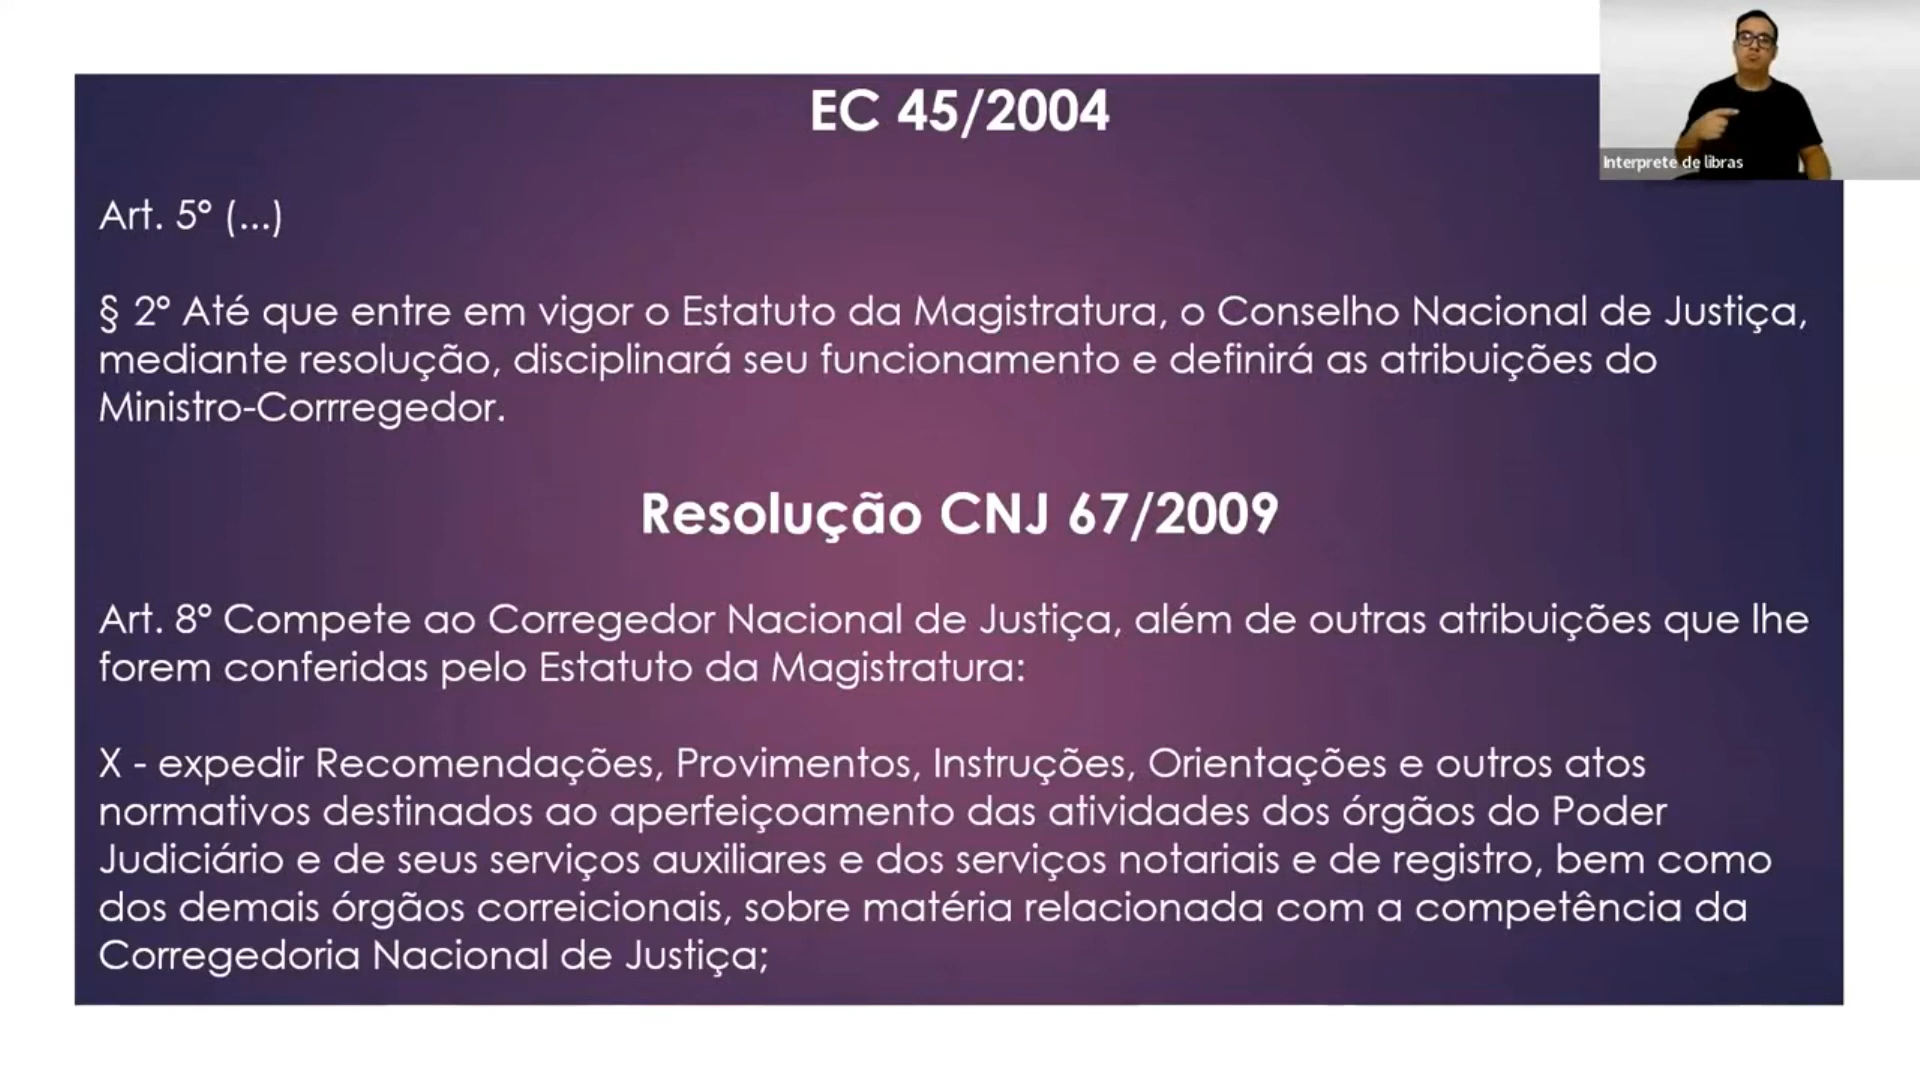 EC 45/2004
Interprete de libras
Art. 5º (...)
§ 2º Até que entre em vigor o Estatuto da Magistratura, o Conselho Nacional de Justiça,
mediante resolução, disciplinará seu funcionamento e definirá as atribuições do
Ministro-Corrregedor.
Resolução CNJ 67/2009
Art. 8º Compete ao Corregedor Nacional de Justiça, além de outras atribuições que lhe
forem conferidas pelo Estatuto da Magistratura:
X - expedir Recomendações, Provimentos, Instruções, Orientações e outros atos
normativos destinados ao aperfeiçoamento das atividades dos órgãos do Poder
Judiciário e de seus serviços auxiliares e dos serviços notariais e de registro, bem como
dos demais órgãos correicionais, sobre matéria relacionada com a competência da
Corregedoria Nacional de Justiça;